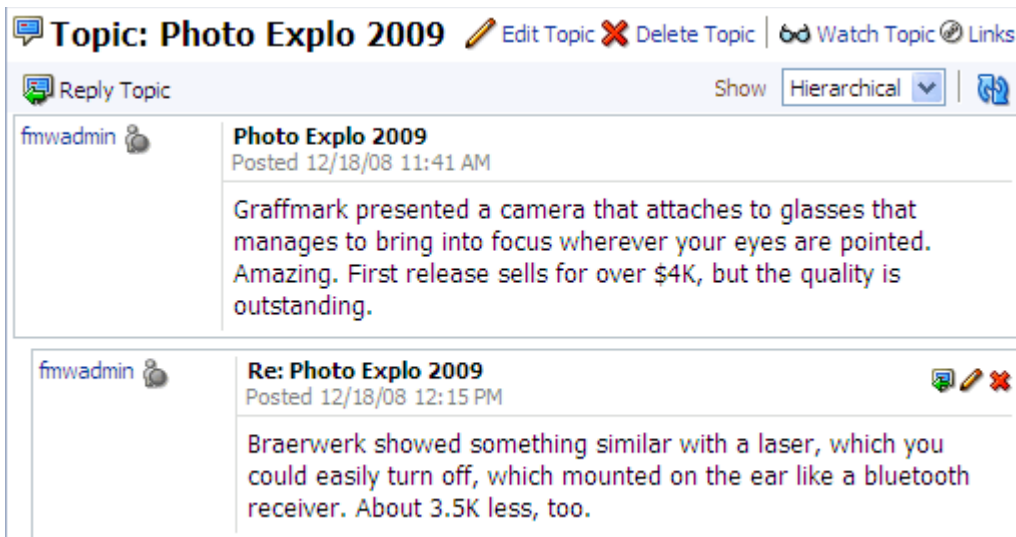 Topic: Photo Explo 2009 Edit Topic Delete Topic Watch Topic Links
Reply Topic Show Hierarchical
fmwadmin Photo Explo 2009
Posted 12/18/08 11:41 AM
Graffmark presented a camera that attaches to glasses that
manages to bring into focus wherever your eyes are pointed.
Amazing. First release sells for over $4K, but the quality is
outstanding.
fmwadmin Re: Photo Explo 2009
Posted 12/18/08 12:15 PM
Braerwerk showed something similar with a laser, which you
could easily turn off, which mounted on the ear like a bluetooth
receiver. About 3.5K less, too.